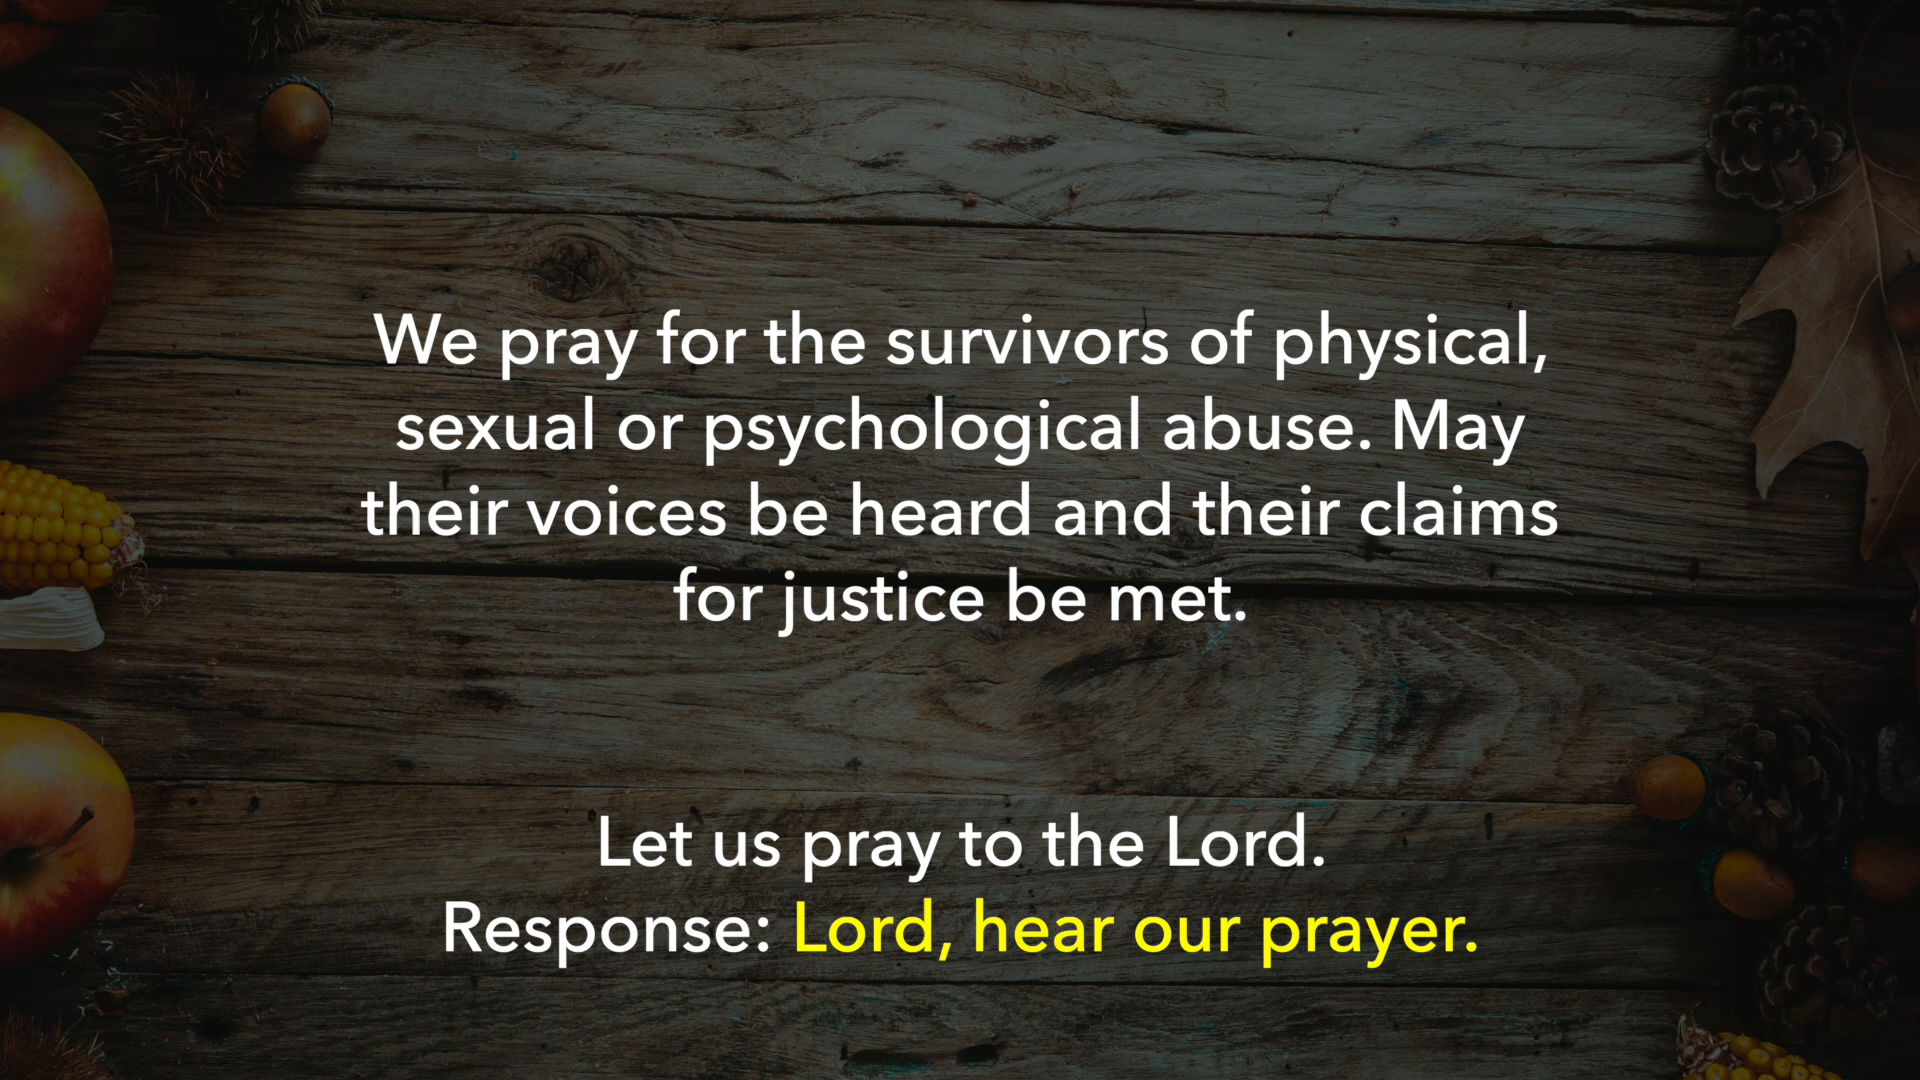 We pray for the survivors of physical,
sexual or psychological abuse. May
their voices be heard and their claims
for justice be met.
Let us pray to the Lord.
Response: Lord, hear our prayer.